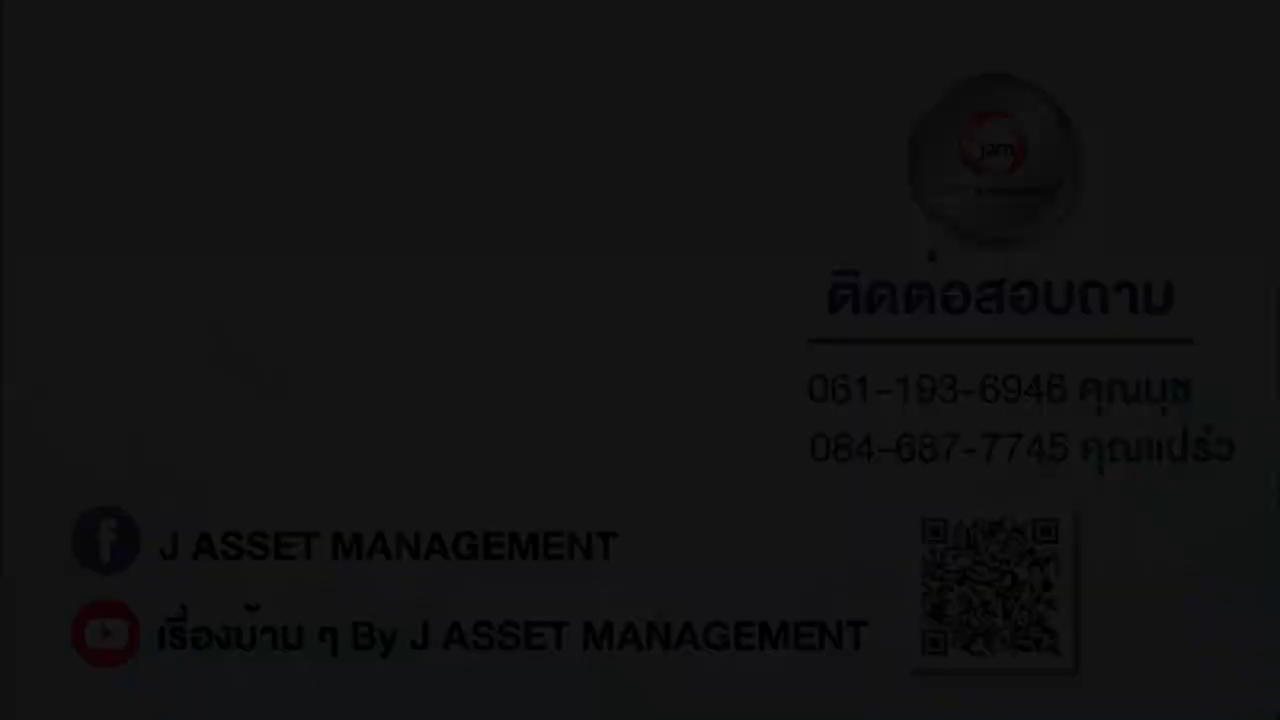 jam
ติดต่อสอบถาม
061-193-6946 คุณนุช
084-687-7745 คุณแปร๋ว
J ASSET MANAGEMENT
เรื่องบ้าน ๆ By J ASSET MANAGEMENT